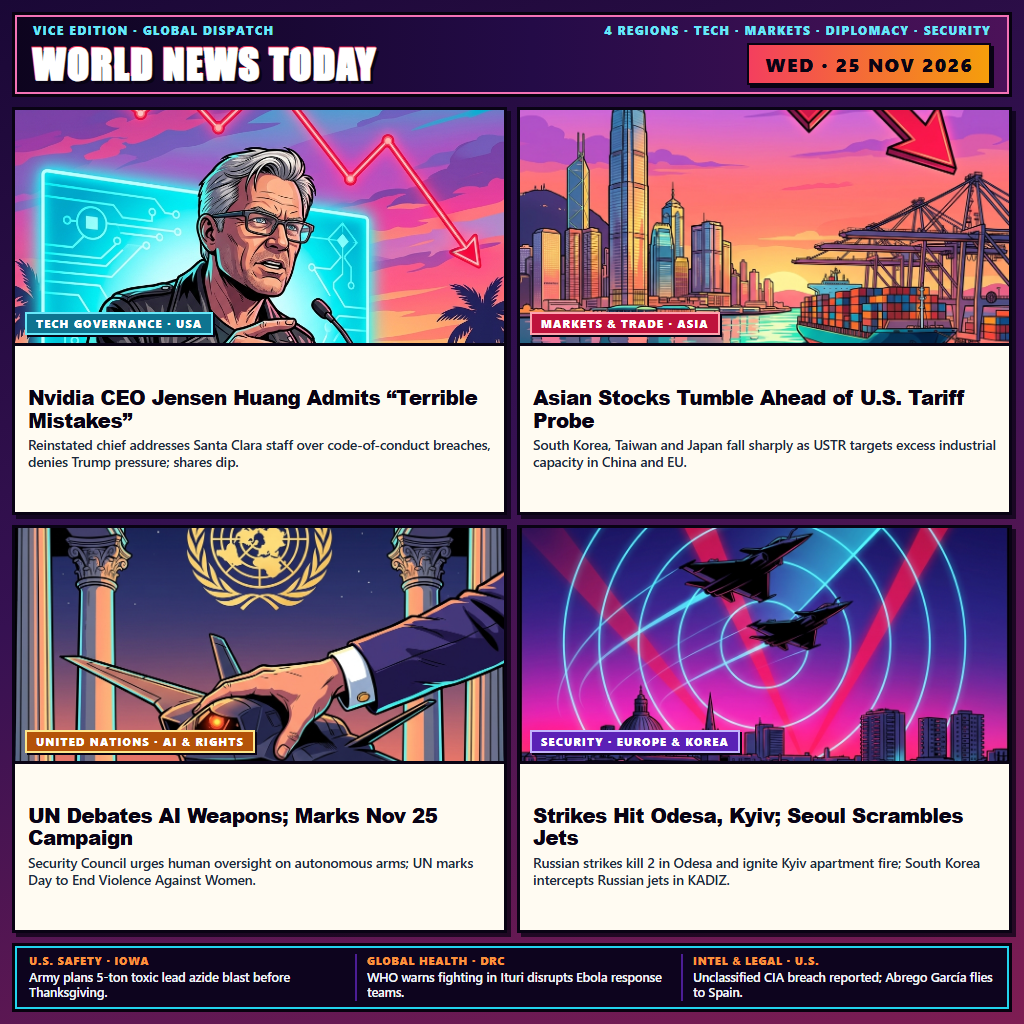 VICE EDITION · GLOBAL DISPATCH
4 REGIONS · TECH · MARKETS · DIPLOMACY · SECURITY
WORLD NEWS TODAY
WED · 25 NOV 2026
TECH GOVERNANCE · USA
Nvidia CEO Jensen Huang Admits “Terrible
Mistakes”
Reinstated chief addresses Santa Clara staff over code-of-conduct breaches,
denies Trump pressure; shares dip.
MARKETS & TRADE · ASIA
Asian Stocks Tumble Ahead of U.S. Tariff
Probe
South Korea, Taiwan and Japan fall sharply as USTR targets excess industrial
capacity in China and EU.
UNITED NATIONS · AI & RIGHTS
UN Debates AI Weapons; Marks Nov 25
Campaign
Security Council urges human oversight on autonomous arms; UN marks
Day to End Violence Against Women.
SECURITY · EUROPE & KOREA
Strikes Hit Odesa, Kyiv; Seoul Scrambles
Jets
Russian strikes kill 2 in Odesa and ignite Kyiv apartment fire; South Korea
intercepts Russian jets in KADIZ.
U.S. SAFETY · IOWA
Army plans 5-ton toxic lead azide blast before
Thanksgiving.
GLOBAL HEALTH · DRC
WHO warns fighting in Ituri disrupts Ebola response
teams.
INTEL & LEGAL · U.S.
Unclassified CIA breach reported; Abrego García flies
to Spain.